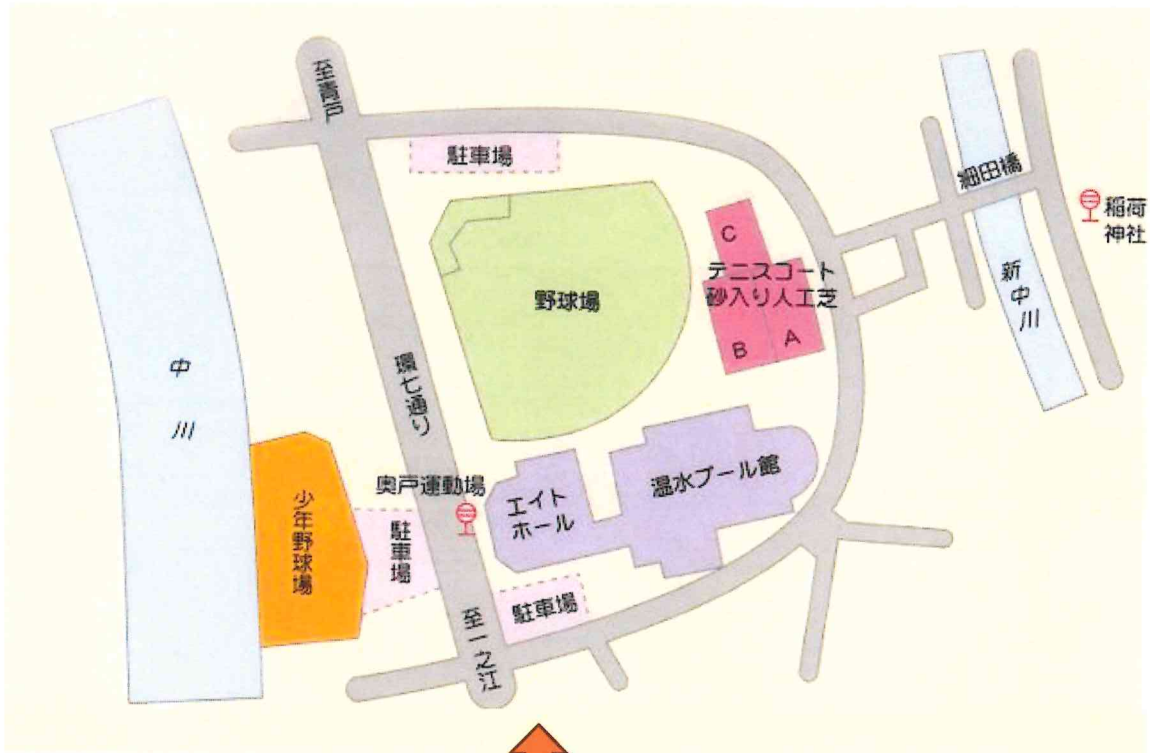 至青戸
駐車場
細田橋
稲荷
神社
C
テニスコート
砂入り人工芝
B
A
野球場
新中川
中川
環七通り
奥戸運動場
エイト
ホール
温水プール館
少年野球場
駐車場
駐車場
至一之江